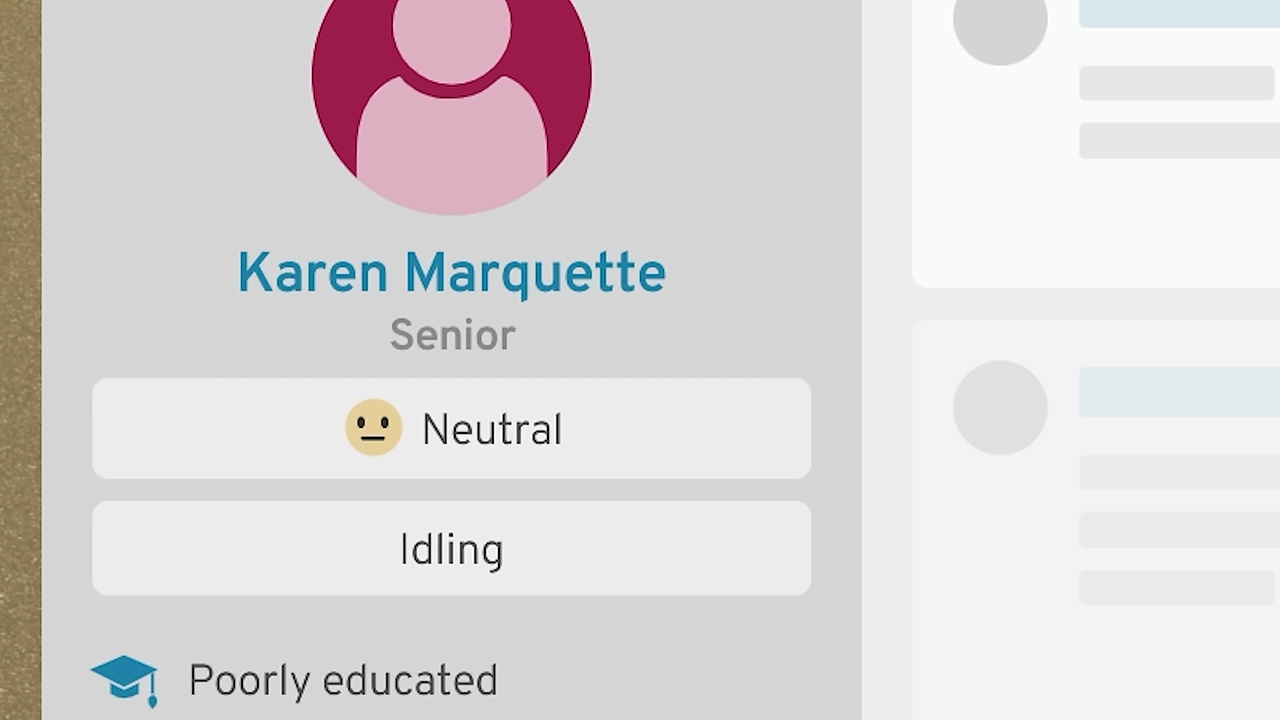 Karen Marquette
Senior
Neutral
Idling
Poorly educated